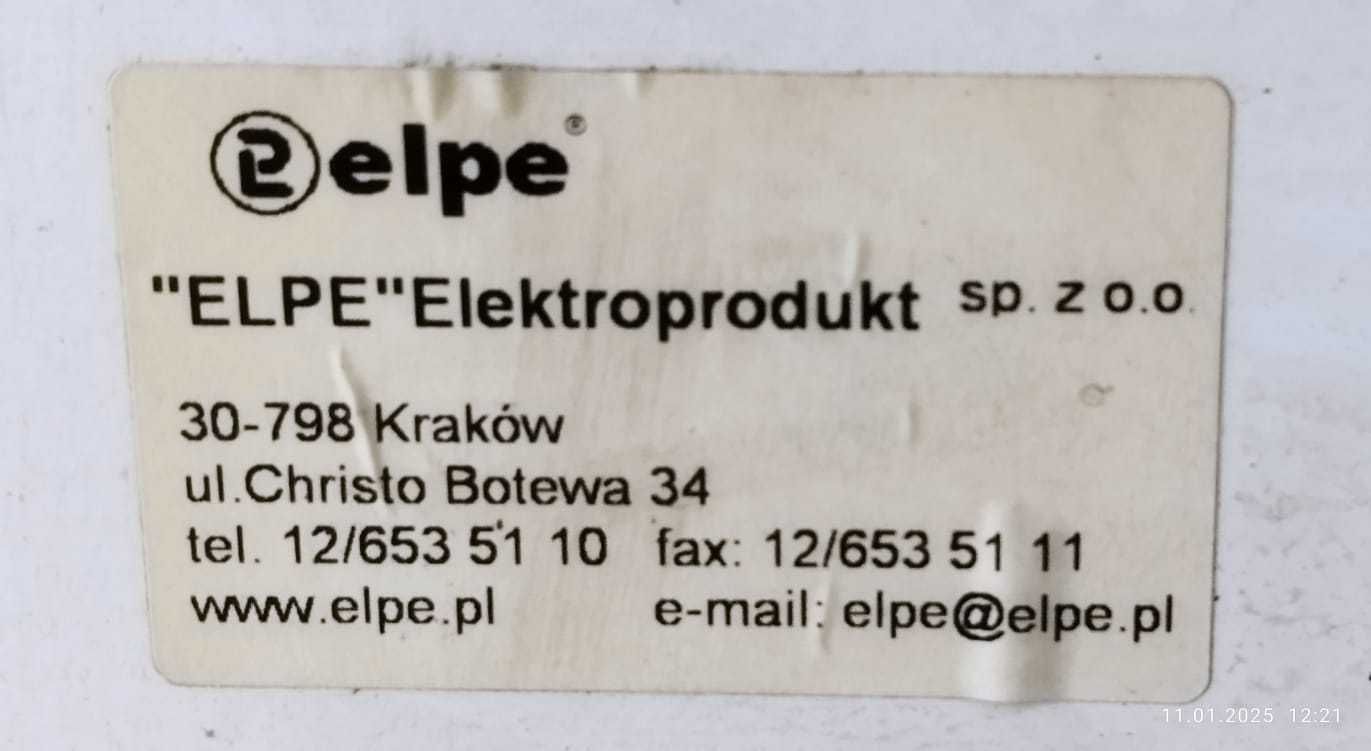 elpe®
"ELPE"Elektroprodukt sp. z o.o.
30-798 Kraków
ul.Christo Botewa 34
tel. 12/653 51 10 fax: 12/653 51 11
www.elpe.pl e-mail: elpe@elpe.pl
11.01.2025 12:21